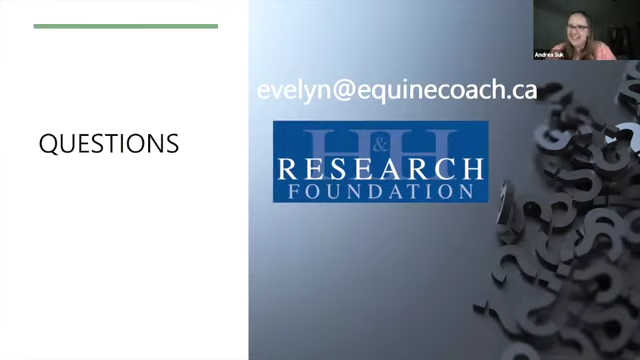 evelyn@equinecoach.ca
QUESTIONS
H&H
RESEARCH
FOUNDATION
Andrea Suk